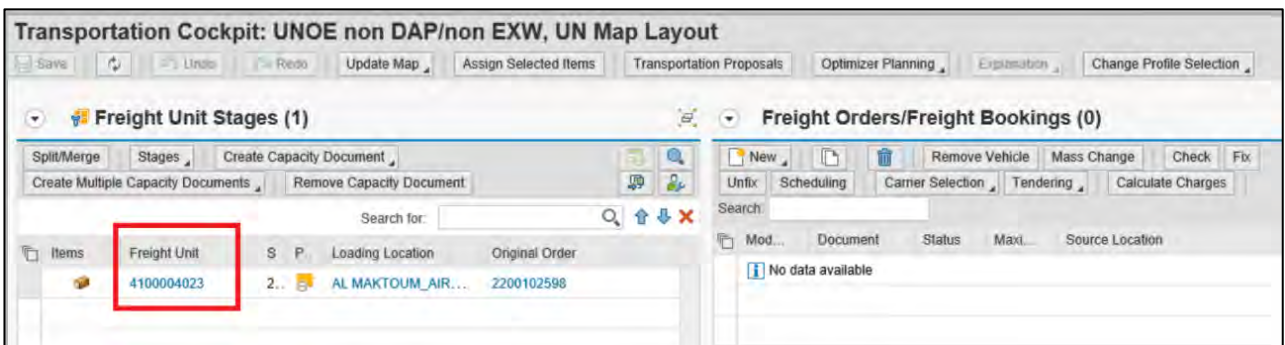 Transportation Cockpit: UNOE non DAP/non EXW, UN Map Layout
Save Undo Redo Update Map Assign Selected Items Transportation Proposals Optimizer Planning Explanation Change Profile Selection
Freight Unit Stages (1)
Split/Merge Stages Create Capacity Document
Create Multiple Capacity Documents Remove Capacity Document
Search for:
Items Freight Unit S P. Loading Location Original Order
4100004023 2.. AL MAKTOUM_AIR... 2200102598
Freight Orders/Freight Bookings (0)
New Remove Vehicle Mass Change Check Fix
Unfix Scheduling Carrier Selection Tendering Calculate Charges
Search:
Mod... Document Status Maxi... Source Location
No data available